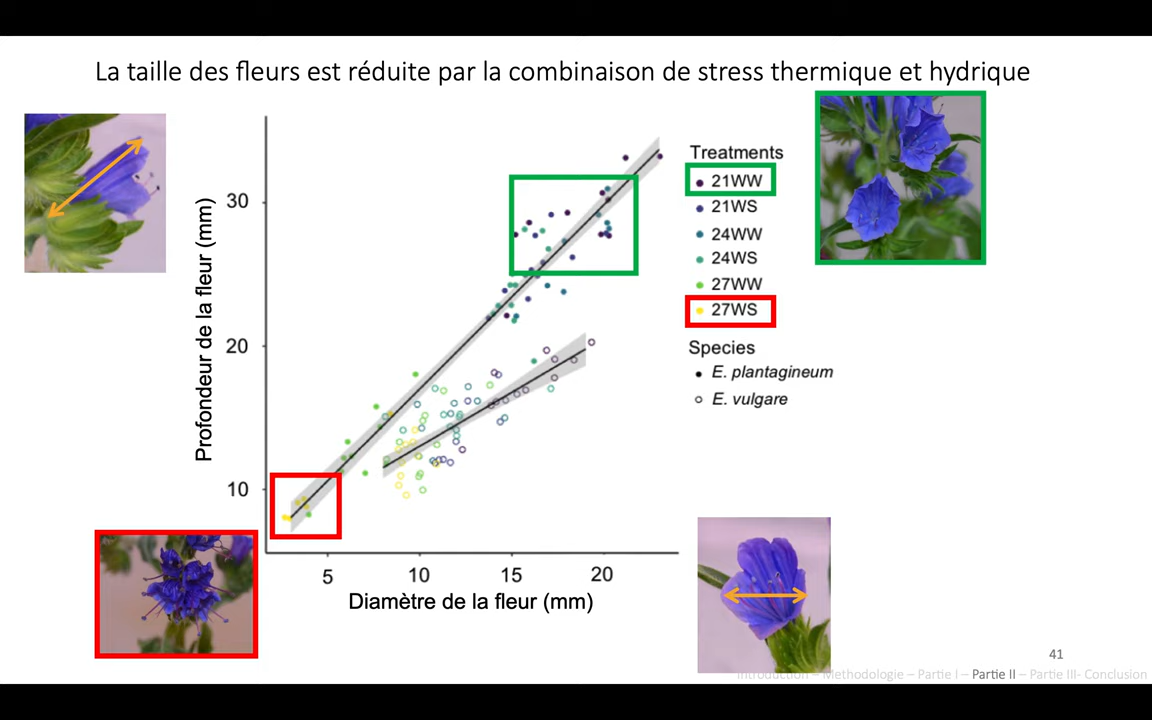 La taille des fleurs est réduite par la combinaison de stress thermique et hydrique
Profondeur de la fleur (mm)
30
20
10
5
10
15
20
Diamètre de la fleur (mm)
Treatments
21WW
21WS
24WW
24WS
27WW
27WS
Species
E. plantagineum
E. vulgare
41
Introduction – Methodologie – Partie I – Partie II – Partie III- Conclusion